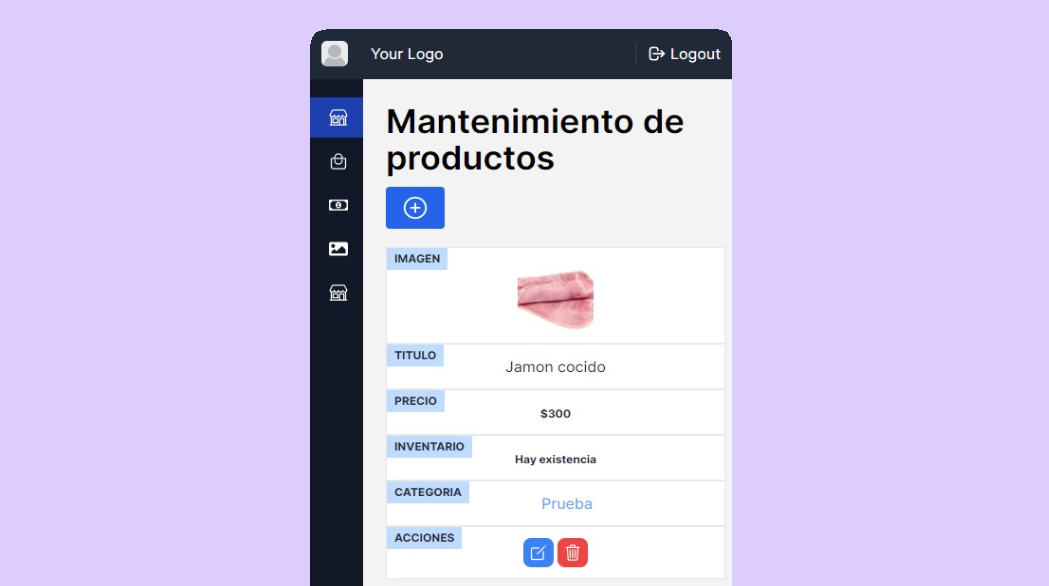 Your Logo
Logout
Mantenimiento de
productos
IMAGEN
TITULO
Jamon cocido
PRECIO
$300
INVENTARIO
Hay existencia
CATEGORIA
Prueba
ACCIONES